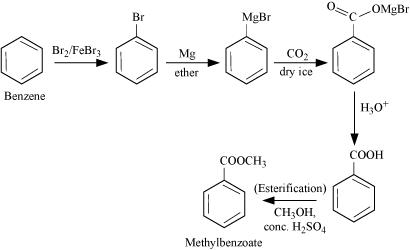 Br
MgBr
O
C
OMgBr
Br₂/FeBr₃
Mg
ether
CO₂
dry ice
Benzene
H₃O⁺
COOCH₃
COOH
(Esterification)
CH₃OH,
conc. H₂SO₄
Methylbenzoate